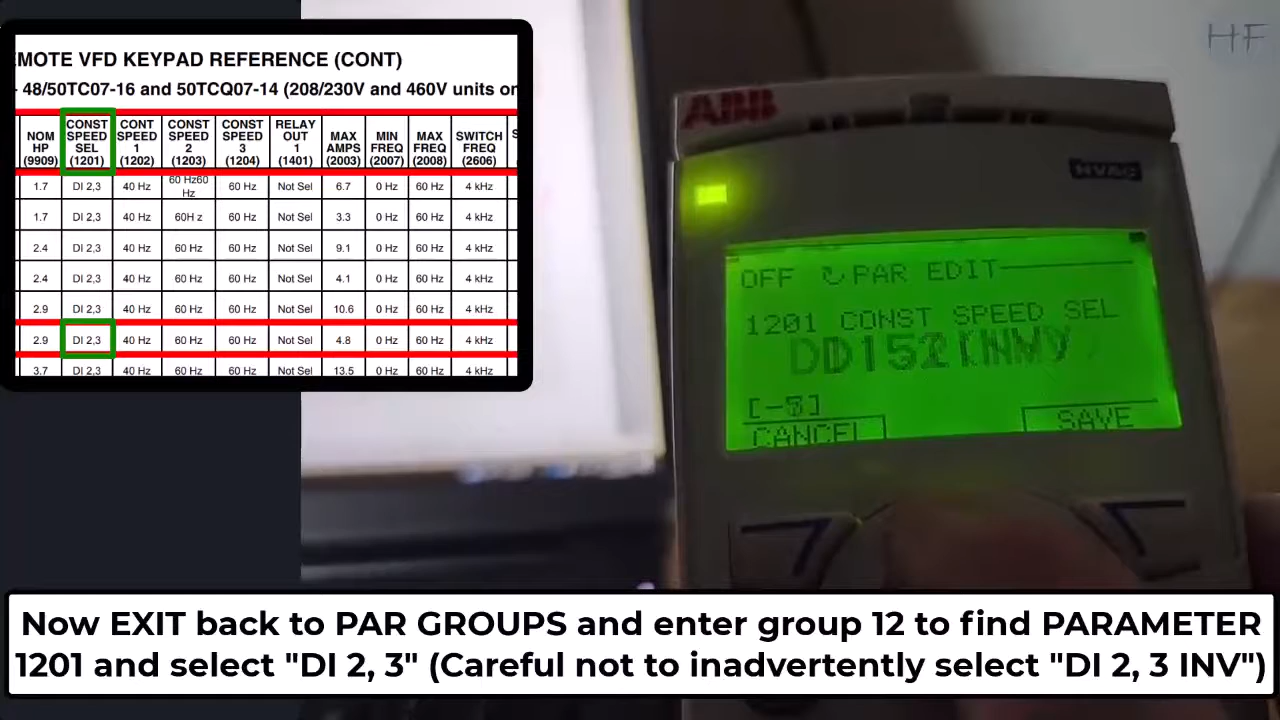 EMOTE VFD KEYPAD REFERENCE (CONT)
- 48/50TC07-16 and 50TCQ07-14 (208/230V and 460V units on
NOM HP (9909) CONST SPEED SEL (1201) CONT SPEED 1 (1202) CONST SPEED 2 (1203) CONST SPEED 3 (1204) RELAY OUT 1 (1401) MAX AMPS (2003) MIN FREQ (2007) MAX FREQ (2008) SWITCH FREQ (2606) S
1.7 DI 2,3 40 Hz 60 Hz60 Hz 60 Hz Not Sel 6.7 0 Hz 60 Hz 4 kHz
1.7 DI 2,3 40 Hz 60H z 60 Hz Not Sel 3.3 0 Hz 60 Hz 4 kHz
2.4 DI 2,3 40 Hz 60 Hz 60 Hz Not Sel 9.1 0 Hz 60 Hz 4 kHz
2.4 DI 2,3 40 Hz 60 Hz 60 Hz Not Sel 4.1 0 Hz 60 Hz 4 kHz
2.9 DI 2,3 40 Hz 60 Hz 60 Hz Not Sel 10.6 0 Hz 60 Hz 4 kHz
2.9 DI 2,3 40 Hz 60 Hz 60 Hz Not Sel 4.8 0 Hz 60 Hz 4 kHz
3.7 DI 2,3 40 Hz 60 Hz 60 Hz Not Sel 13.5 0 Hz 60 Hz 4 kHz
HF
ABB
HVAC
OFF ↻PAR EDIT
1201 CONST SPEED SEL
CANCEL SAVE
Now EXIT back to PAR GROUPS and enter group 12 to find PARAMETER
1201 and select "DI 2, 3" (Careful not to inadvertently select "DI 2, 3 INV")